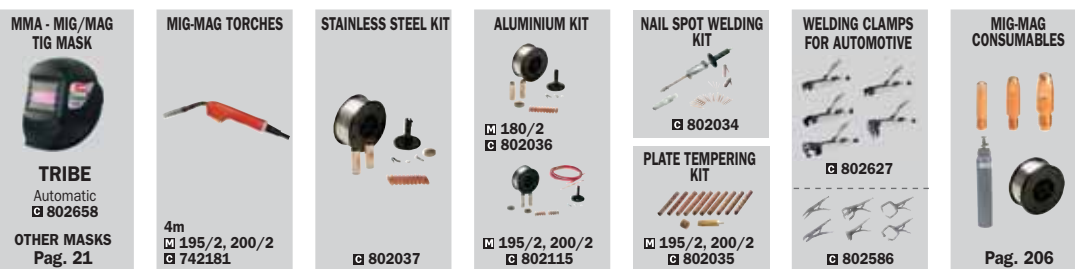 MMA - MIG/MAG
TIG MASK
TRIBE
Automatic
C 802658
OTHER MASKS
Pag. 21
MIG-MAG TORCHES
4m
M 195/2, 200/2
C 742181
STAINLESS STEEL KIT
C 802037
ALUMINIUM KIT
M 180/2
C 802036
M 195/2, 200/2
C 802115
NAIL SPOT WELDING
KIT
C 802034
PLATE TEMPERING
KIT
M 195/2, 200/2
C 802035
WELDING CLAMPS
FOR AUTOMOTIVE
C 802627
C 802586
MIG-MAG
CONSUMABLES
Pag. 206